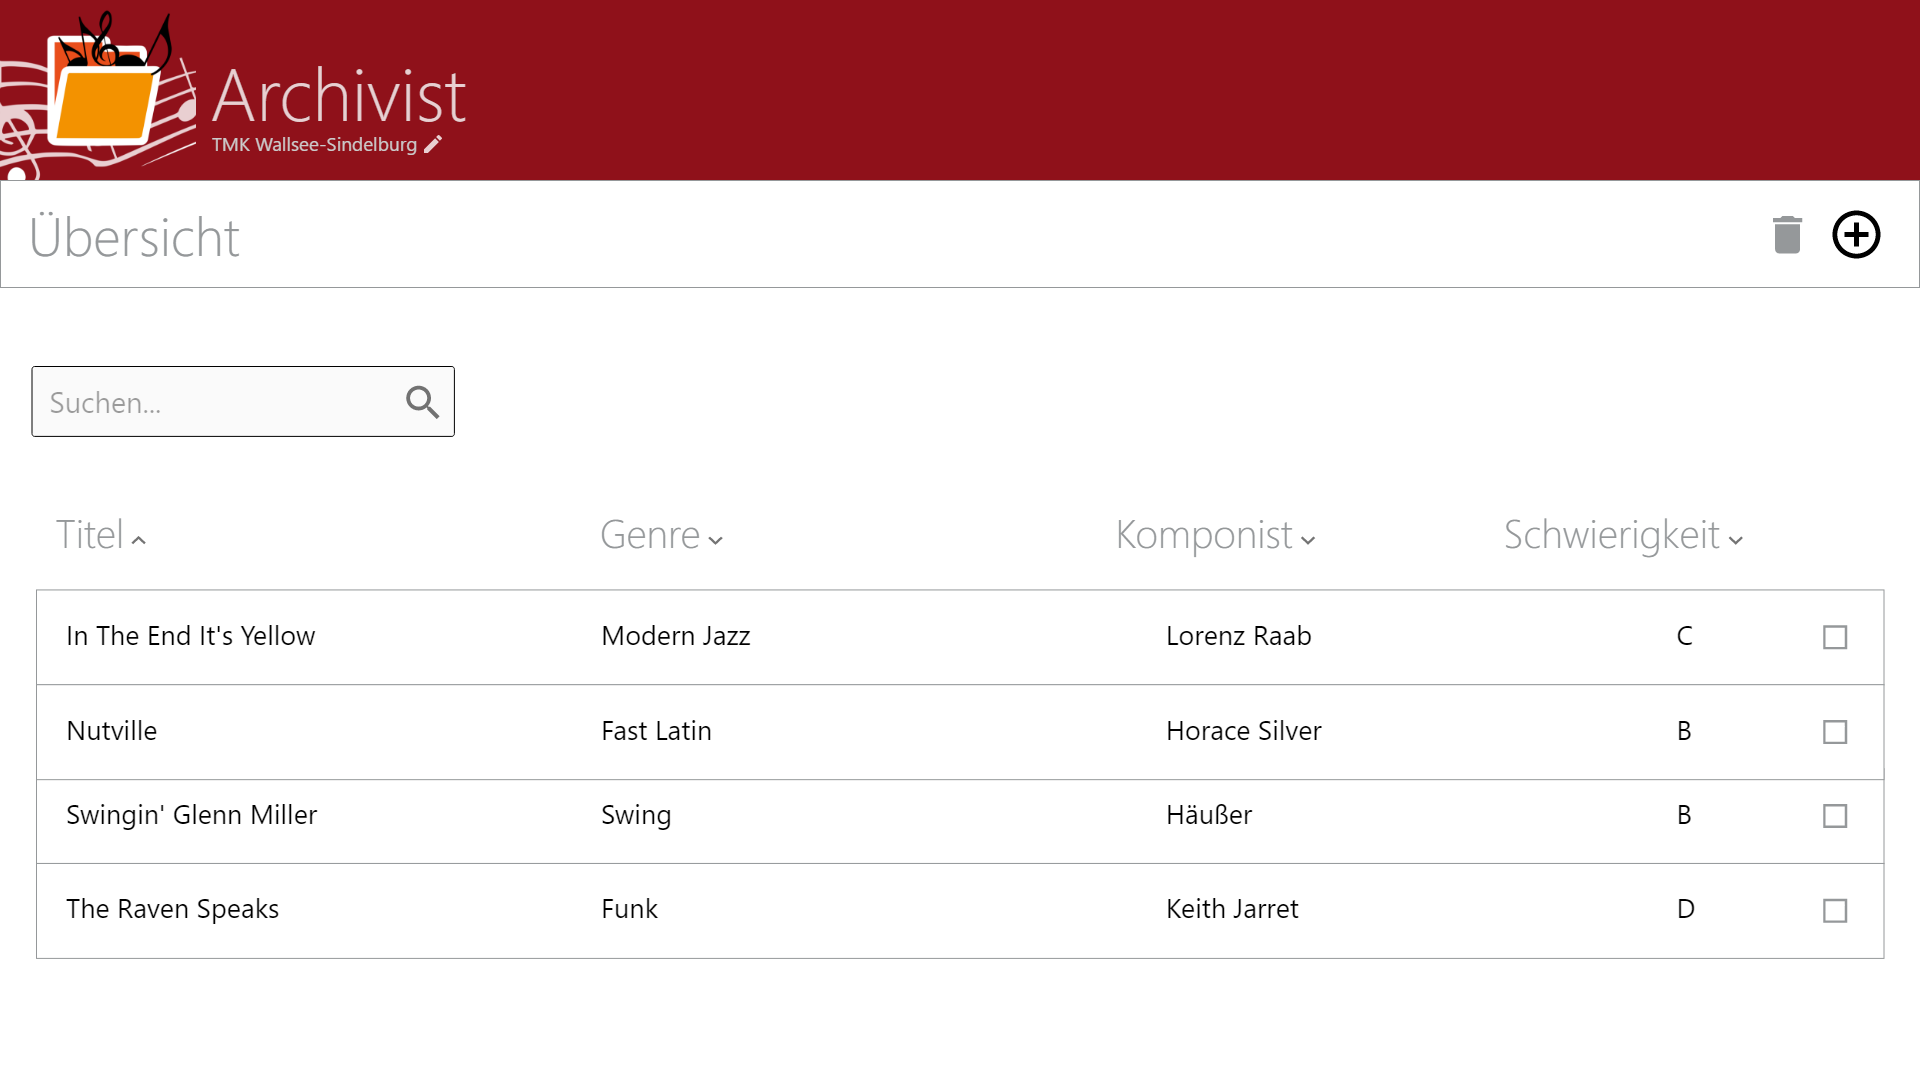 Archivist
TMK Wallsee-Sindelburg
Übersicht
Suchen...
Titel Genre Komponist Schwierigkeit
In The End It's Yellow Modern Jazz Lorenz Raab C
Nutville Fast Latin Horace Silver B
Swingin' Glenn Miller Swing Häußer B
The Raven Speaks Funk Keith Jarret D